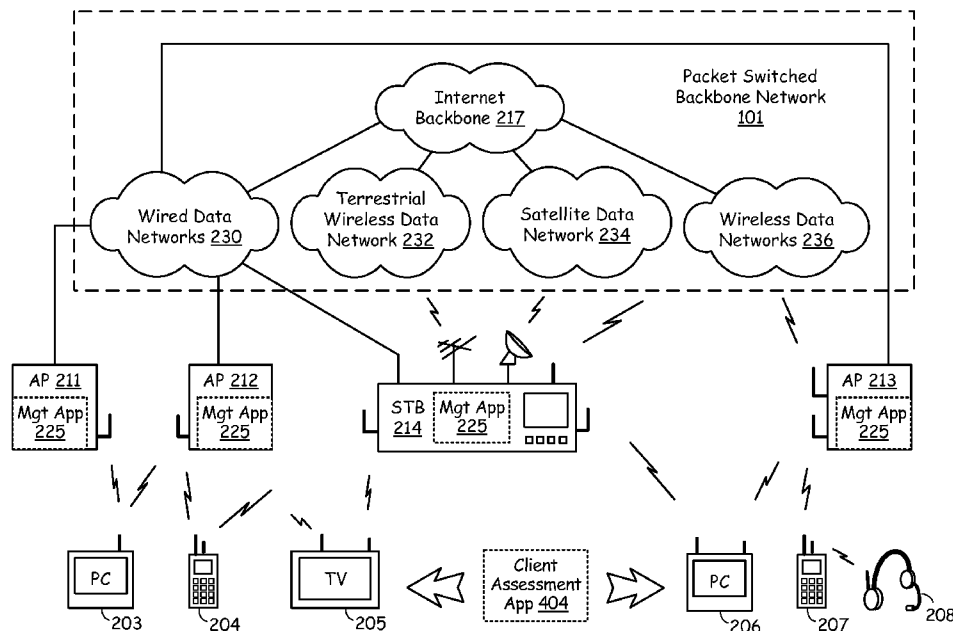 Packet Switched
Backbone Network
101
Internet
Backbone 217
Wired Data
Networks 230
Terrestrial
Wireless Data
Network 232
Satellite Data
Network 234
Wireless Data
Networks 236
AP 211
Mgt App
225
AP 212
Mgt App
225
STB
214
Mgt App
225
AP 213
Mgt App
225
PC
203
204
TV
205
Client
Assessment
App 404
PC
206
207
208